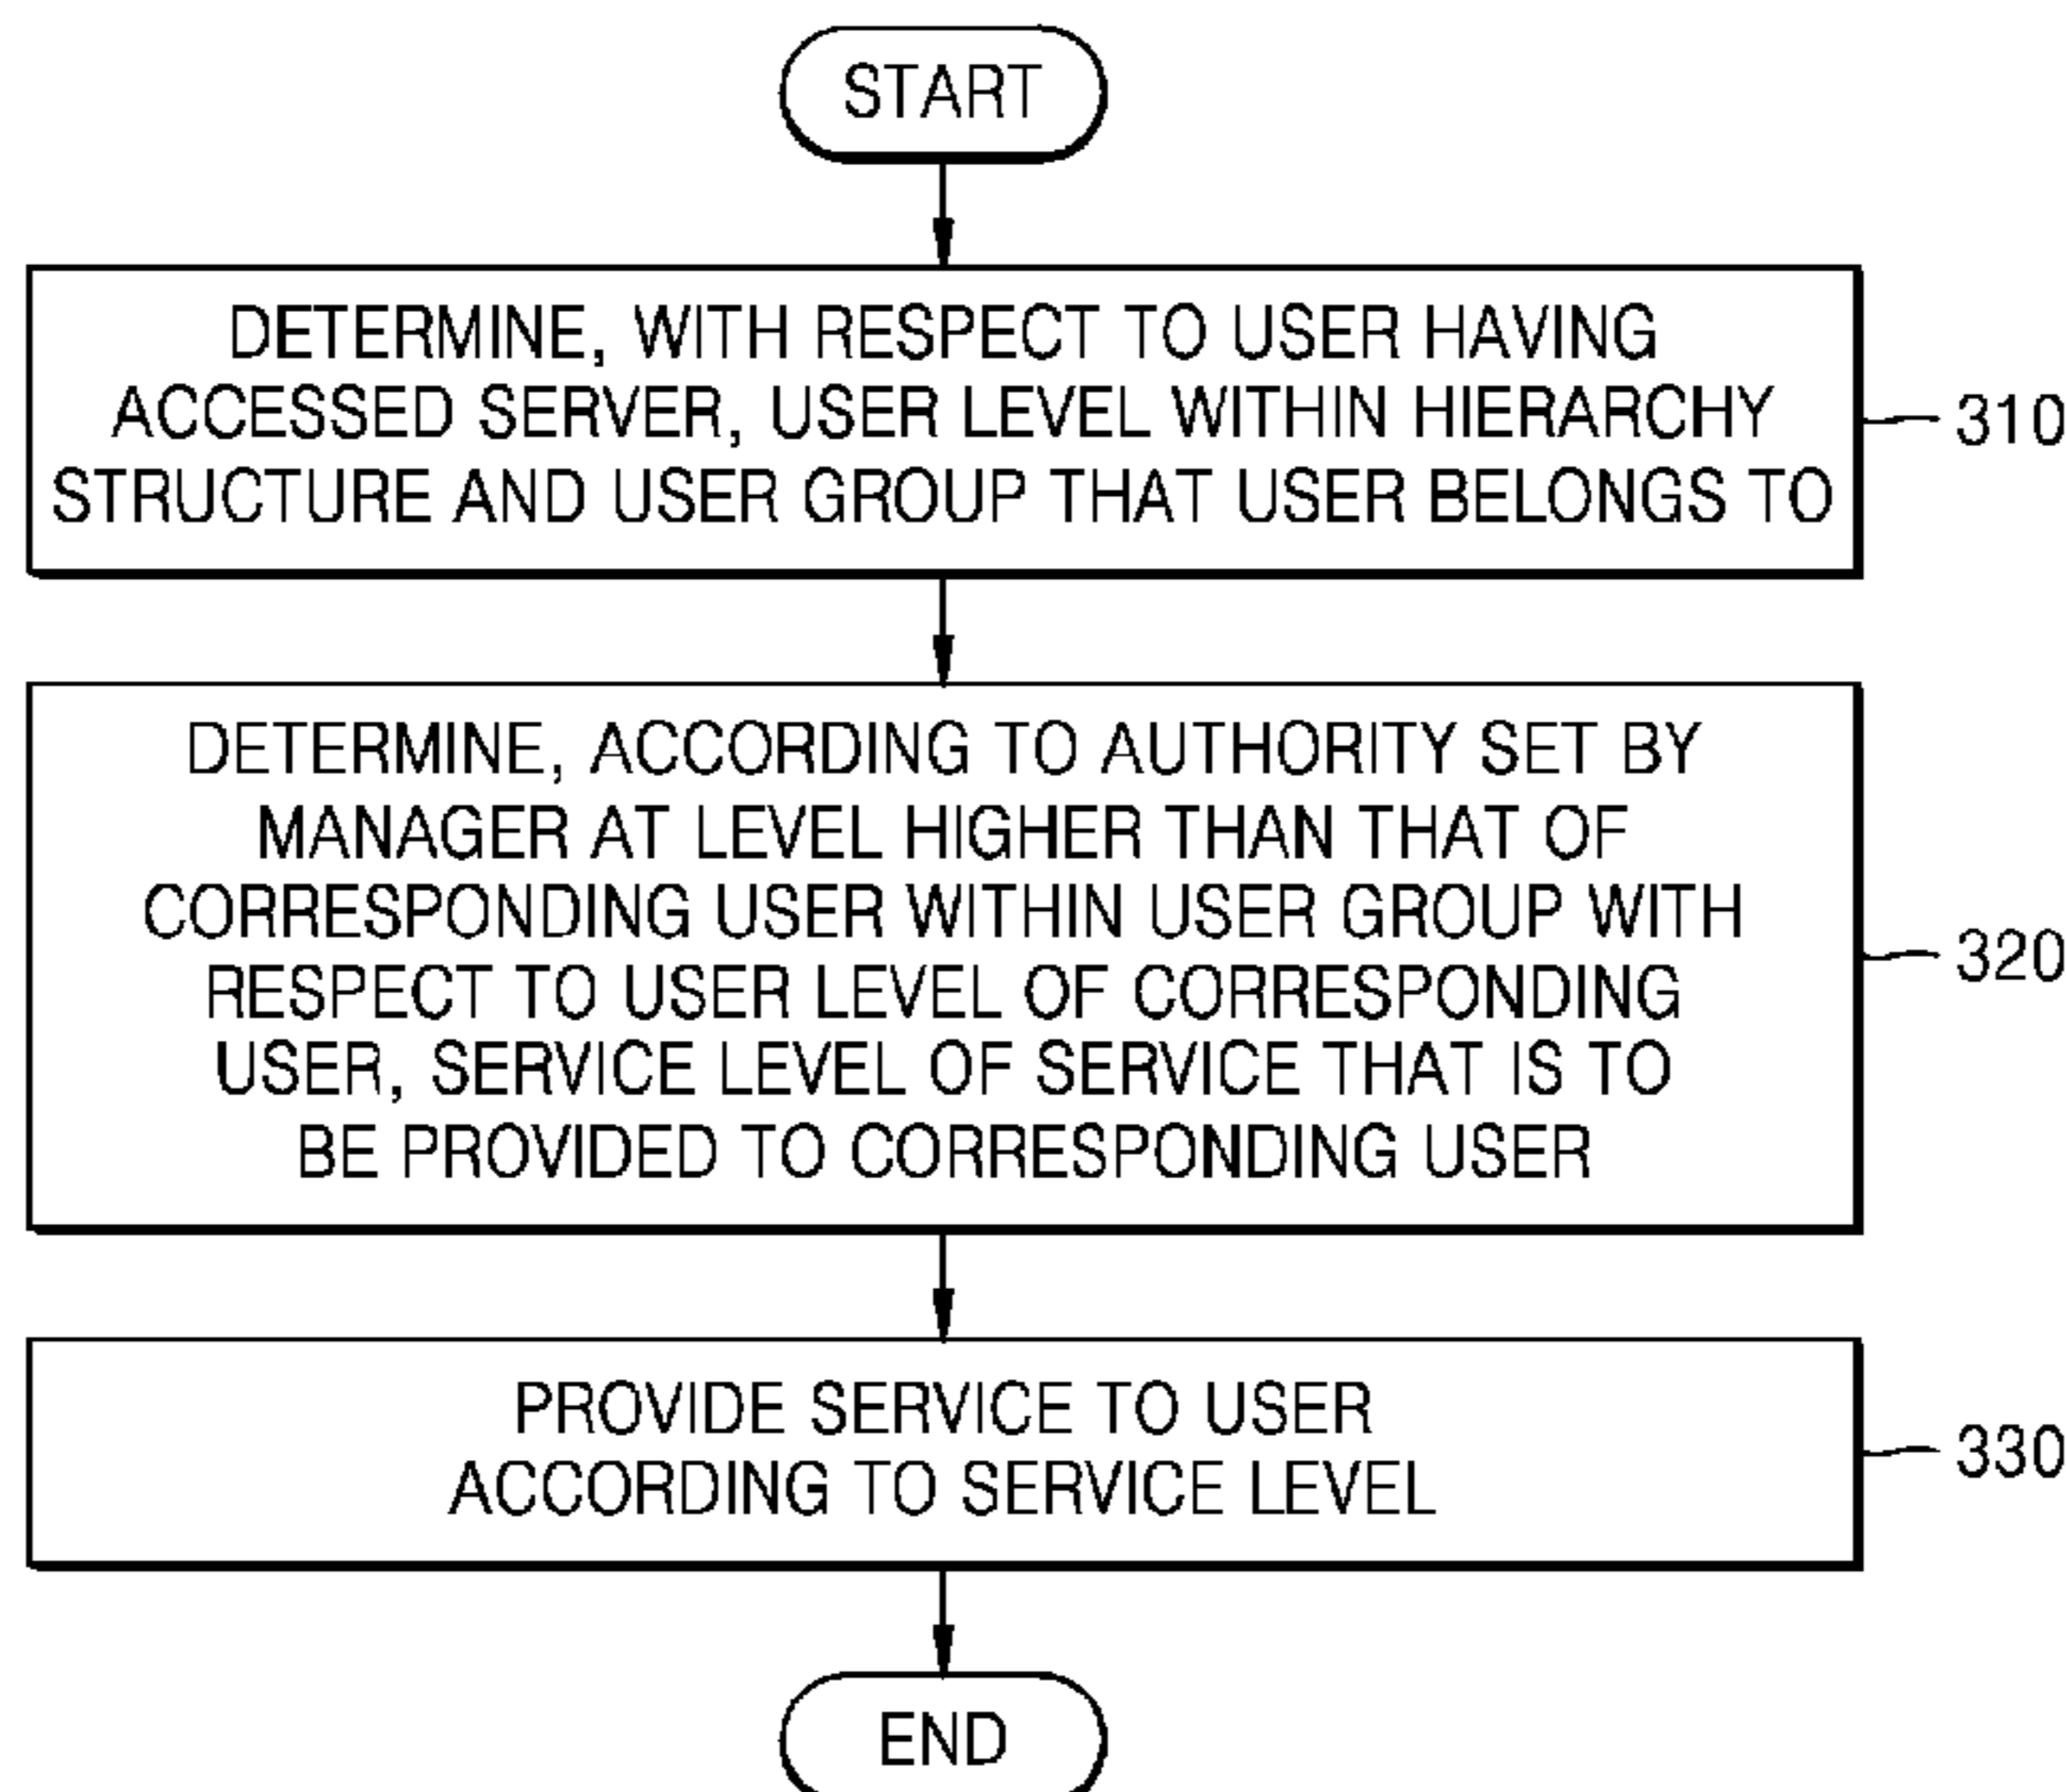 START
DETERMINE, WITH RESPECT TO USER HAVING
ACCESSED SERVER, USER LEVEL WITHIN HIERARCHY
STRUCTURE AND USER GROUP THAT USER BELONGS TO
310
DETERMINE, ACCORDING TO AUTHORITY SET BY
MANAGER AT LEVEL HIGHER THAN THAT OF
CORRESPONDING USER WITHIN USER GROUP WITH
RESPECT TO USER LEVEL OF CORRESPONDING
USER, SERVICE LEVEL OF SERVICE THAT IS TO
BE PROVIDED TO CORRESPONDING USER
320
PROVIDE SERVICE TO USER
ACCORDING TO SERVICE LEVEL
330
END